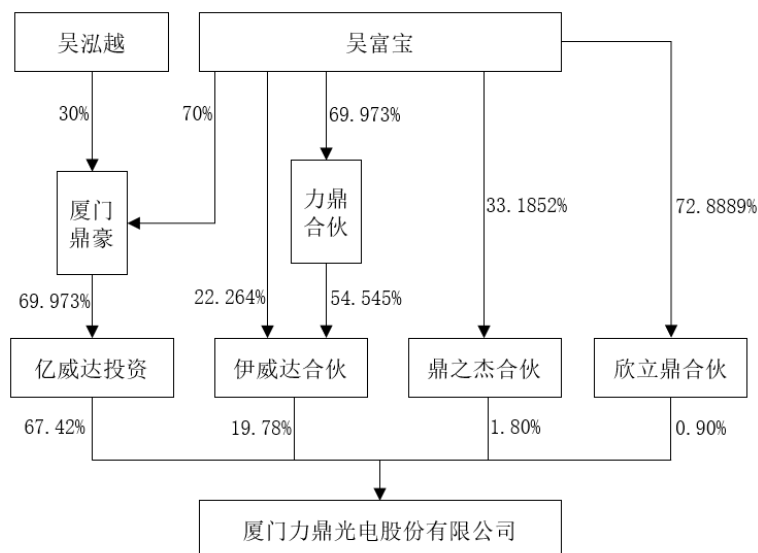 吴泓越
吴富宝
30%
70%
69.973%
厦门
鼎豪
力鼎
合伙
33.1852%
72.8889%
69.973%
22.264%
54.545%
亿威达投资
伊威达合伙
鼎之杰合伙
欣立鼎合伙
67.42%
19.78%
1.80%
0.90%
厦门力鼎光电股份有限公司